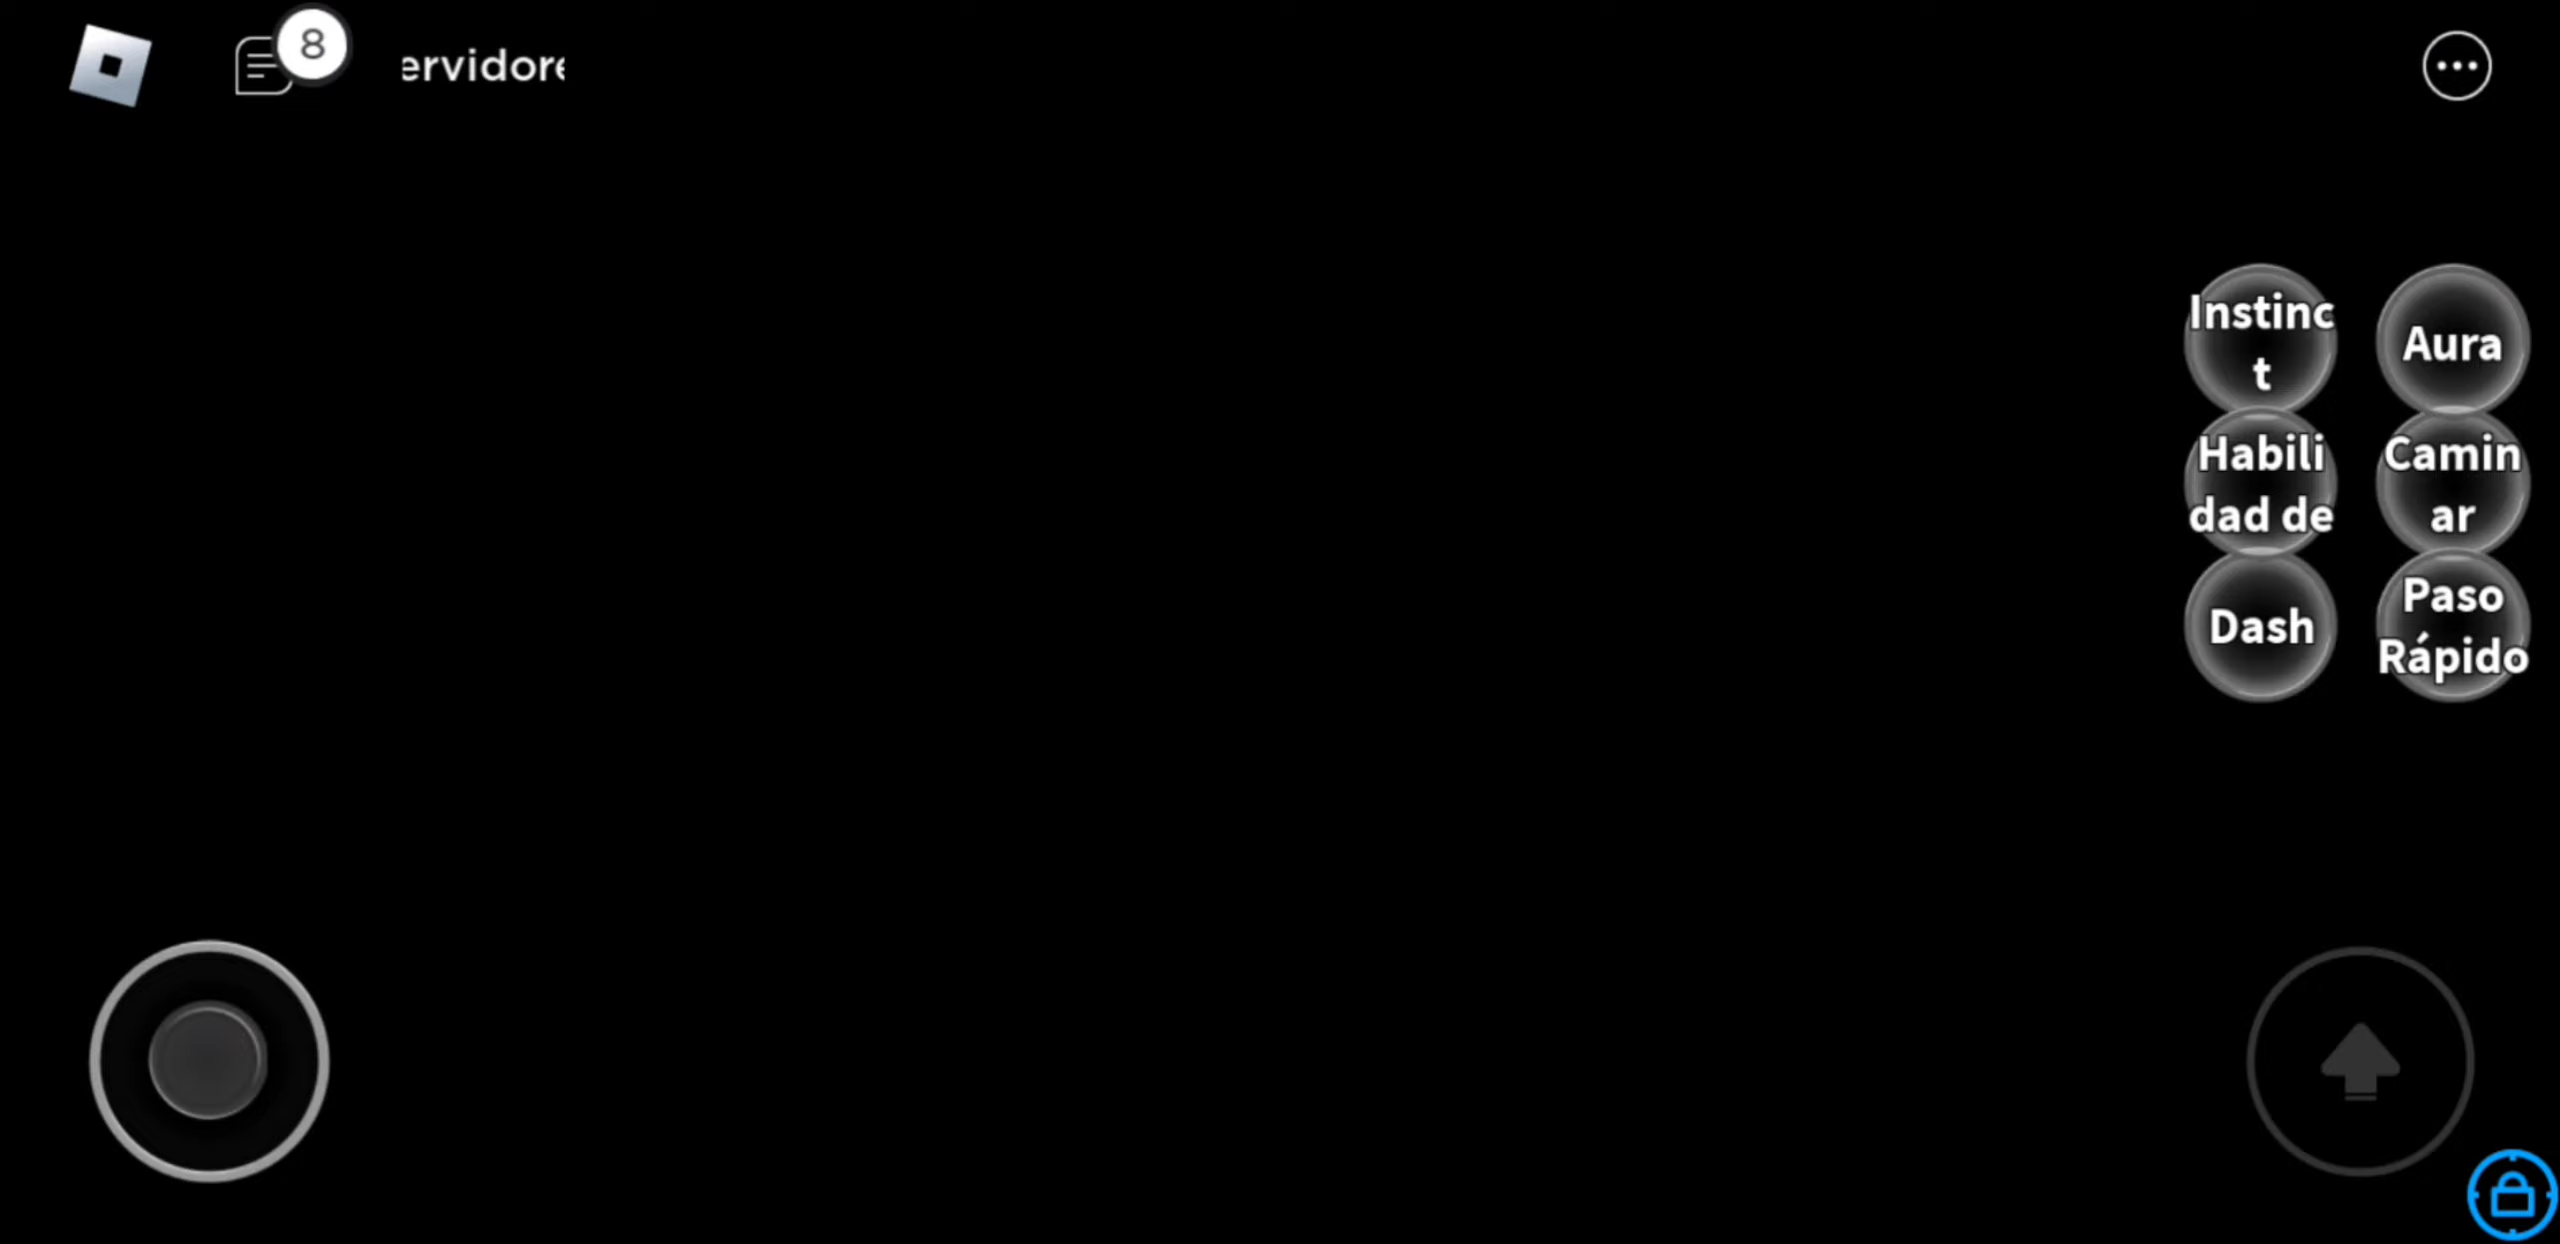 8
ervidore
Instinc
t
Aura
Habili
dad de
Camin
ar
Dash
Paso
Rápido